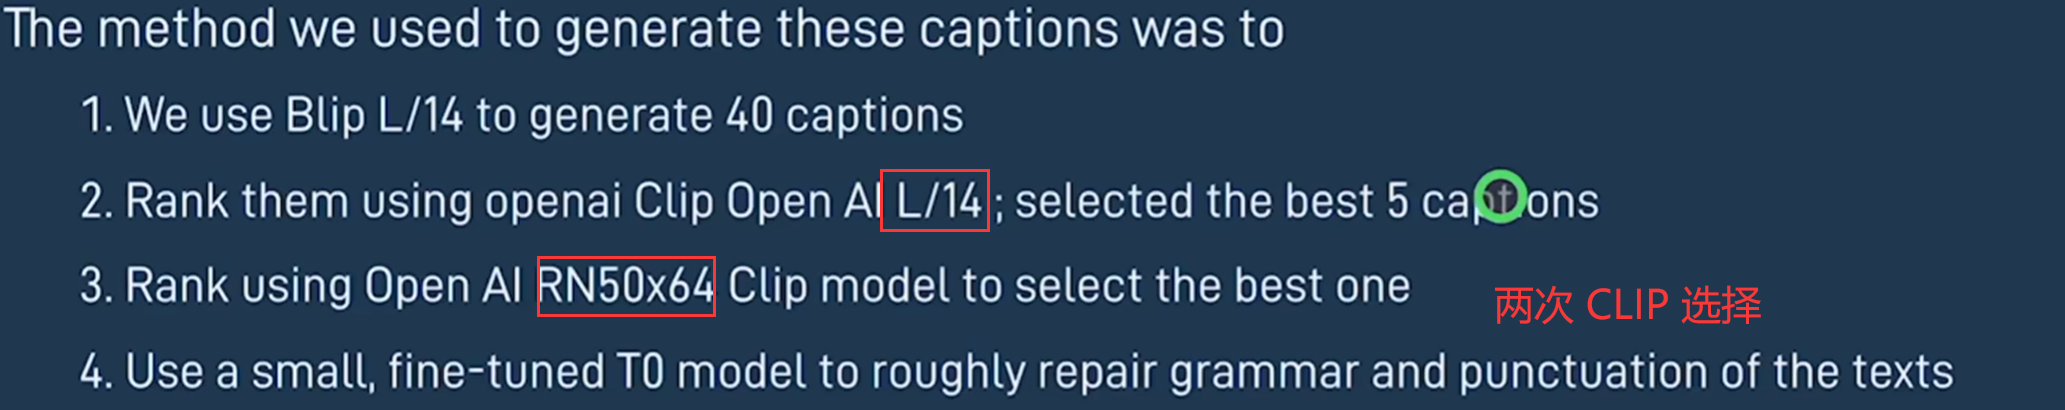 The method we used to generate these captions was to
1. We use Blip L/14 to generate 40 captions
2. Rank them using openai Clip Open AI L/14 ; selected the best 5 captions
3. Rank using Open AI RN50x64 Clip model to select the best one
两次 CLIP 选择
4. Use a small, fine-tuned T0 model to roughly repair grammar and punctuation of the texts